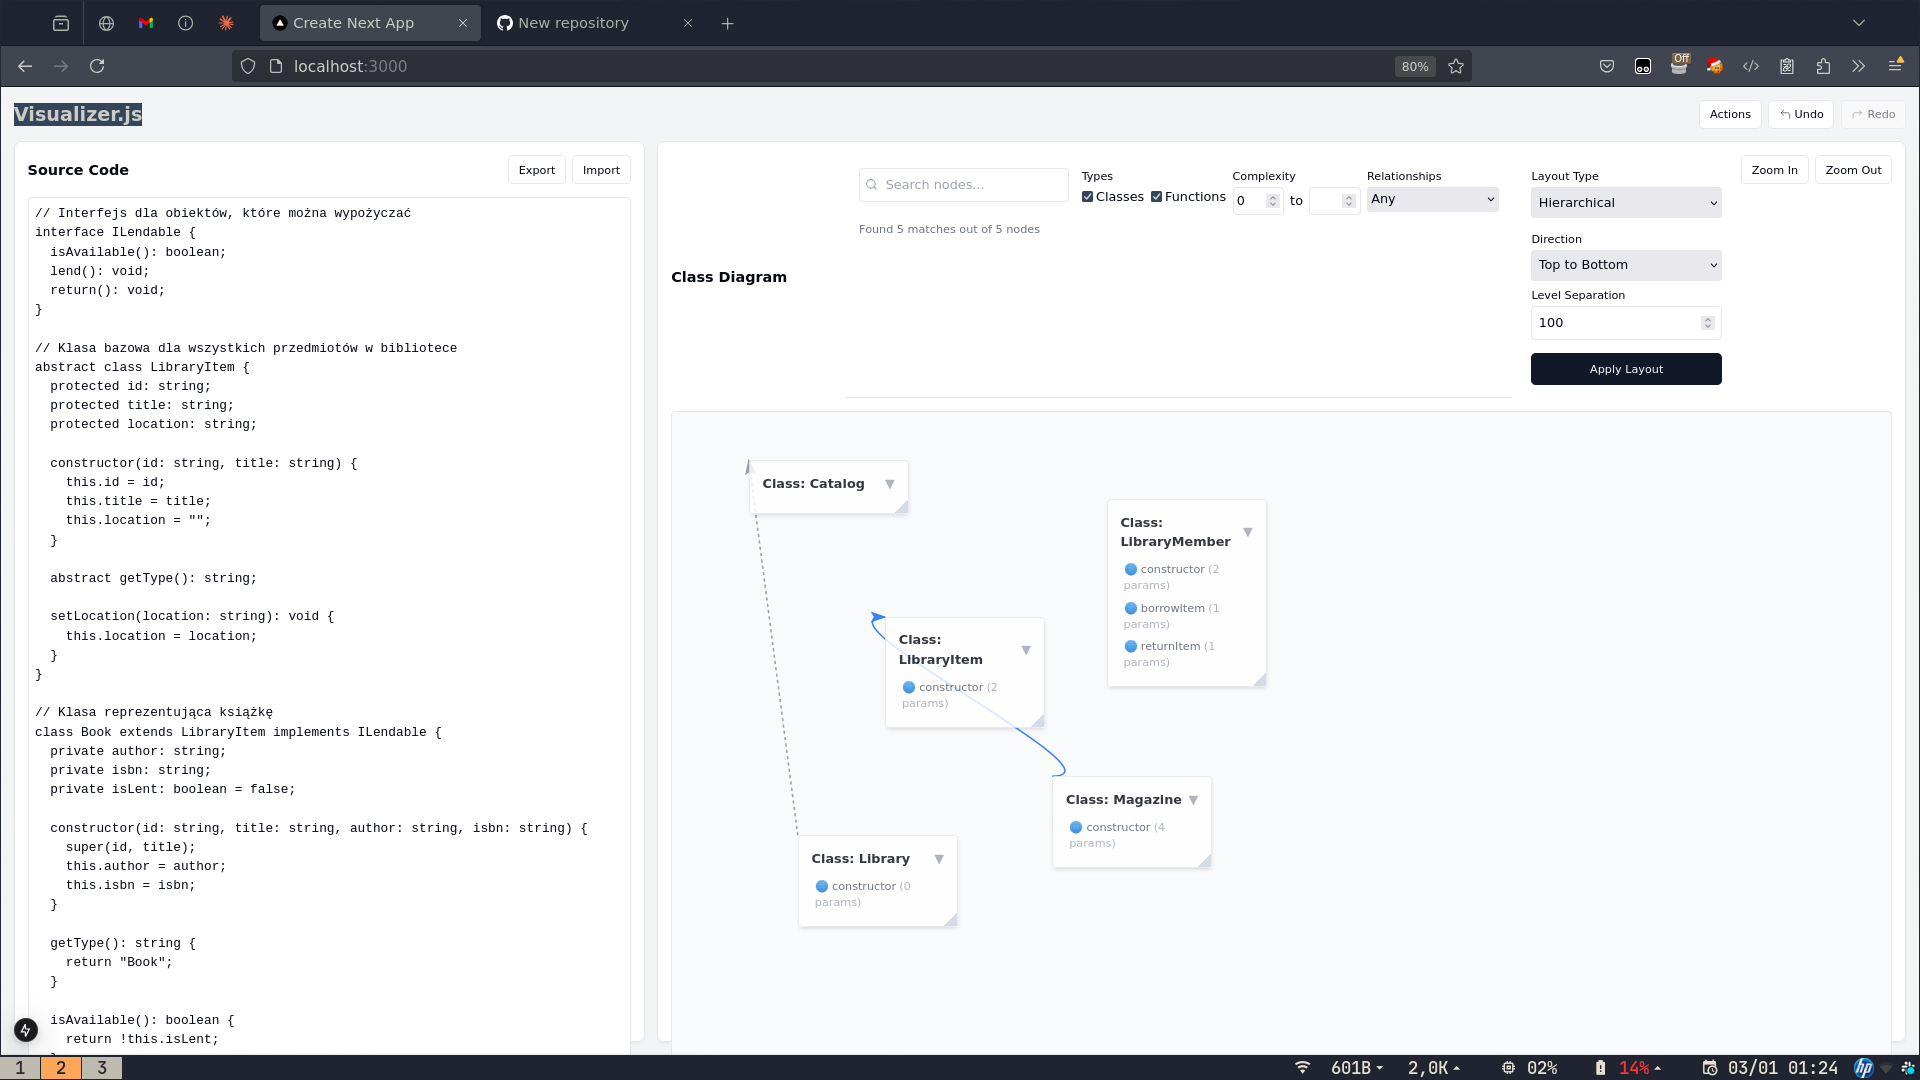 Create Next App
New repository
localhost:3000
80%
Off
Visualizer.js
Actions
Undo
Redo
Source Code
Export
Import
// Interfejs dla obiektów, które można wypożyczać
interface ILendable {
isAvailable(): boolean;
lend(): void;
return(): void;
}
// Klasa bazowa dla wszystkich przedmiotów w bibliotece
abstract class LibraryItem {
protected id: string;
protected title: string;
protected location: string;
constructor(id: string, title: string) {
this.id = id;
this.title = title;
this.location = "";
}
abstract getType(): string;
setLocation(location: string): void {
this.location = location;
}
}
// Klasa reprezentująca książkę
class Book extends LibraryItem implements ILendable {
private author: string;
private isbn: string;
private isLent: boolean = false;
constructor(id: string, title: string, author: string, isbn: string) {
super(id, title);
this.author = author;
this.isbn = isbn;
}
getType(): string {
return "Book";
}
isAvailable(): boolean {
return !this.isLent;
Class Diagram
Search nodes...
Found 5 matches out of 5 nodes
Types
Classes
Functions
Complexity
0 to
Relationships
Any
Layout Type
Hierarchical
Direction
Top to Bottom
Level Separation
100
Apply Layout
Zoom In
Zoom Out
Class: Catalog
Class:
LibraryMember
constructor (2
params)
borrowItem (1
params)
returnItem (1
params)
Class:
LibraryItem
constructor (2
params)
Class: Magazine
constructor (4
params)
Class: Library
constructor (0
params)
1
2
3
601B
2,0K
02%
14%
03/01 01:24
hp